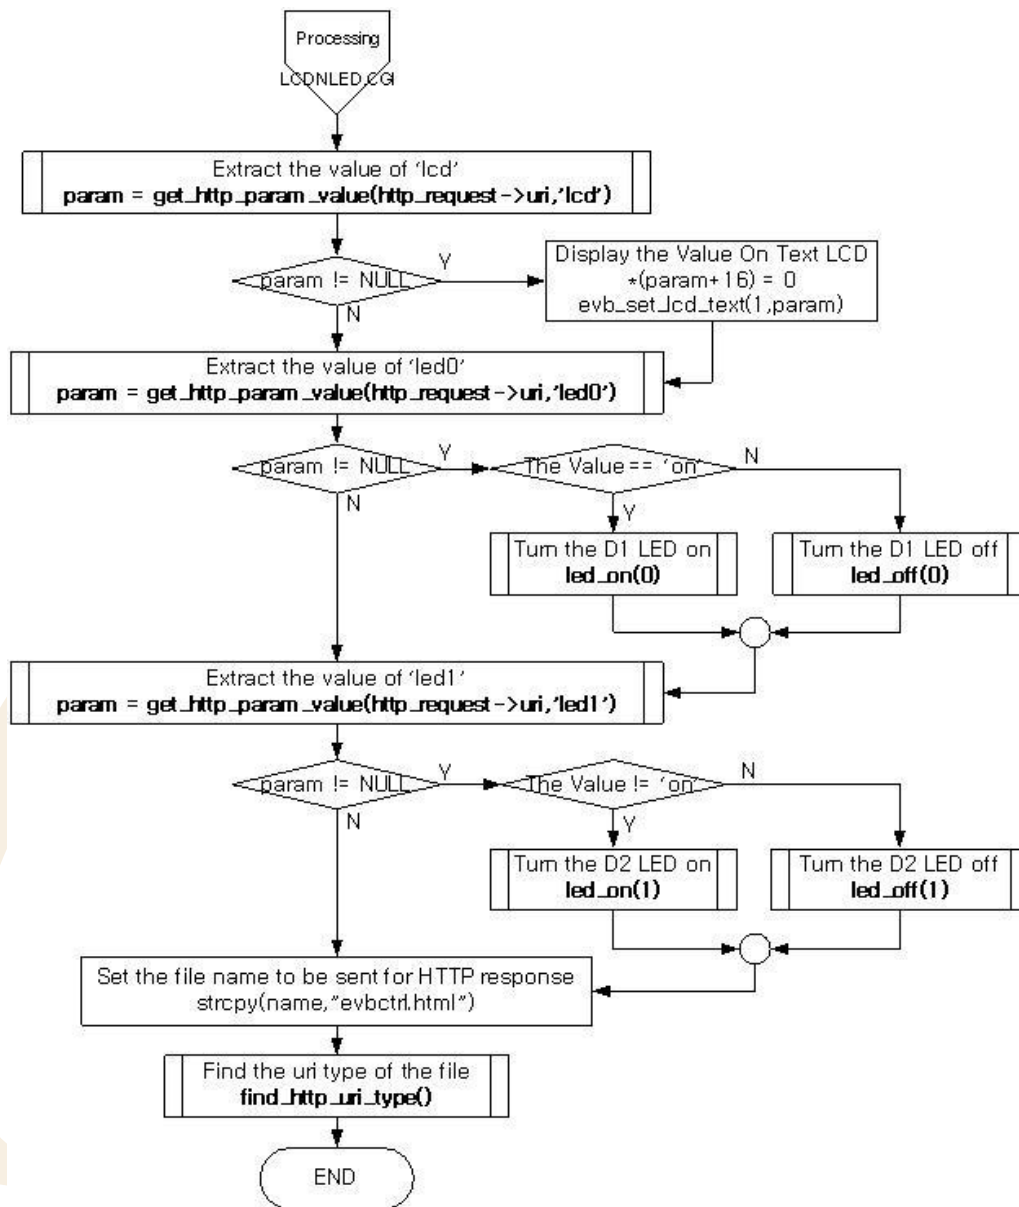 Processing
LCDNLED.CGI
Extract the value of 'lcd'
param = get_http_param_value(http_request->uri,'lcd')
param != NULL
Y
N
Display the Value On Text LCD
*(param+16) = 0
evb_set_lcd_text(1,param)
Extract the value of 'led0'
param = get_http_param_value(http_request->uri,'led0')
param != NULL
Y
N
The Value == 'on'
N
Y
Turn the D1 LED on
led_on(0)
Turn the D1 LED off
led_off(0)
Extract the value of 'led1'
param = get_http_param_value(http_request->uri,'led1')
param != NULL
Y
N
The Value != 'on
N
Y
Turn the D2 LED on
led_on(1)
Turn the D2 LED off
led_off(1)
Set the file name to be sent for HTTP response
strcpy(name,"evbctrl.html")
Find the uri type of the file
find_http_uri_type()
END